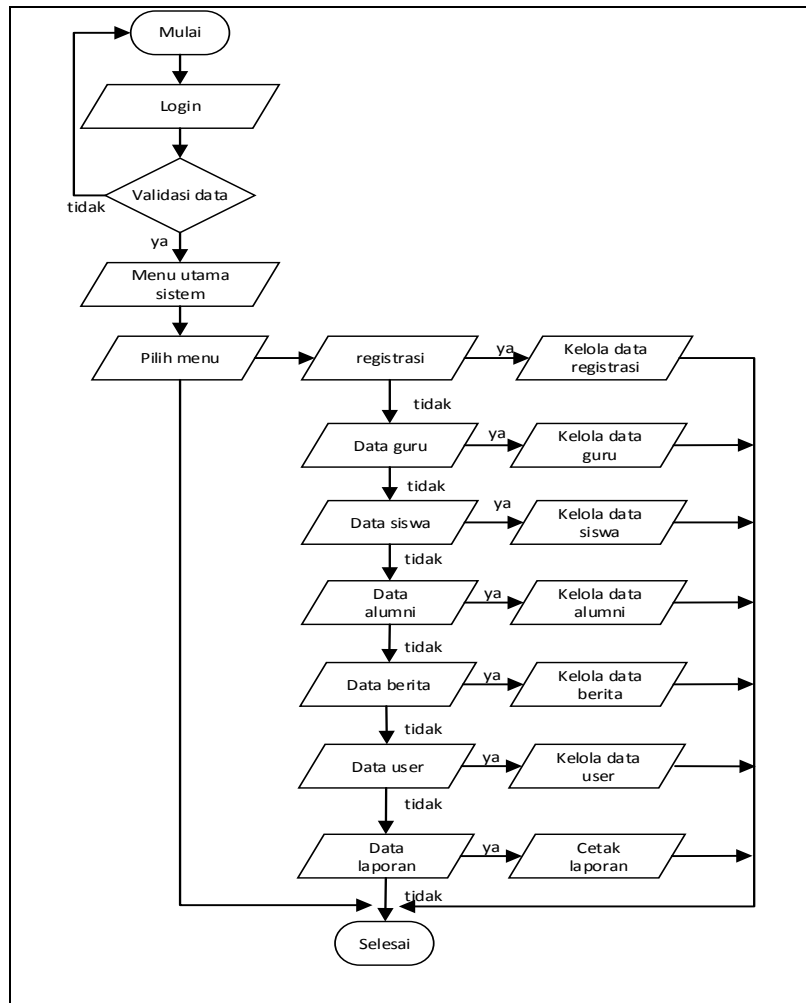 Mulai
Login
Validasi data
tidak
ya
Menu utama
sistem
Pilih menu
registrasi
ya
Kelola data
registrasi
tidak
Data guru
ya
Kelola data
guru
tidak
Data siswa
ya
Kelola data
siswa
tidak
Data
alumni
ya
Kelola data
alumni
tidak
Data berita
ya
Kelola data
berita
tidak
Data user
ya
Kelola data
user
tidak
Data
laporan
ya
Cetak
laporan
tidak
Selesai